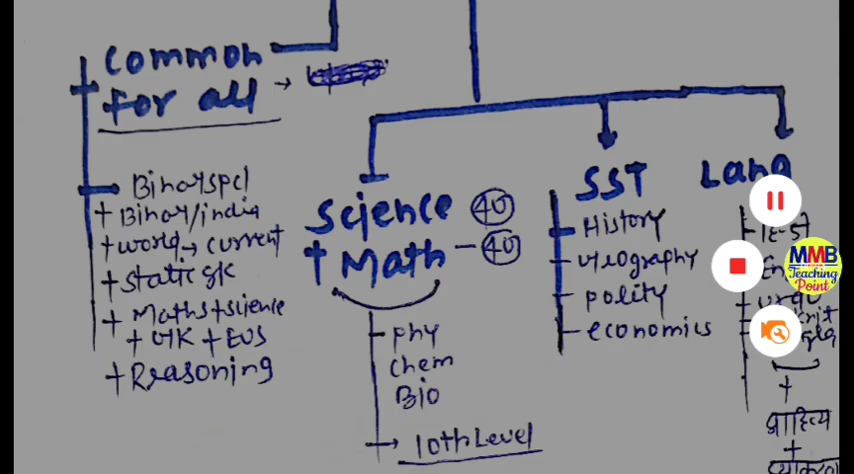 Common
for all →
Bihar spcl
+ Bihar/india
+ world → current
+ Static GK
+ Maths + science
+ GK + EVS
+ Reasoning
Science 40
+ Math - 40
Phy
Chem
Bio
→ 10th Level
SST
History
Geography
polity
economics
Lang
हिन्दी
+
साहित्य
+
MMB
Teaching
Point